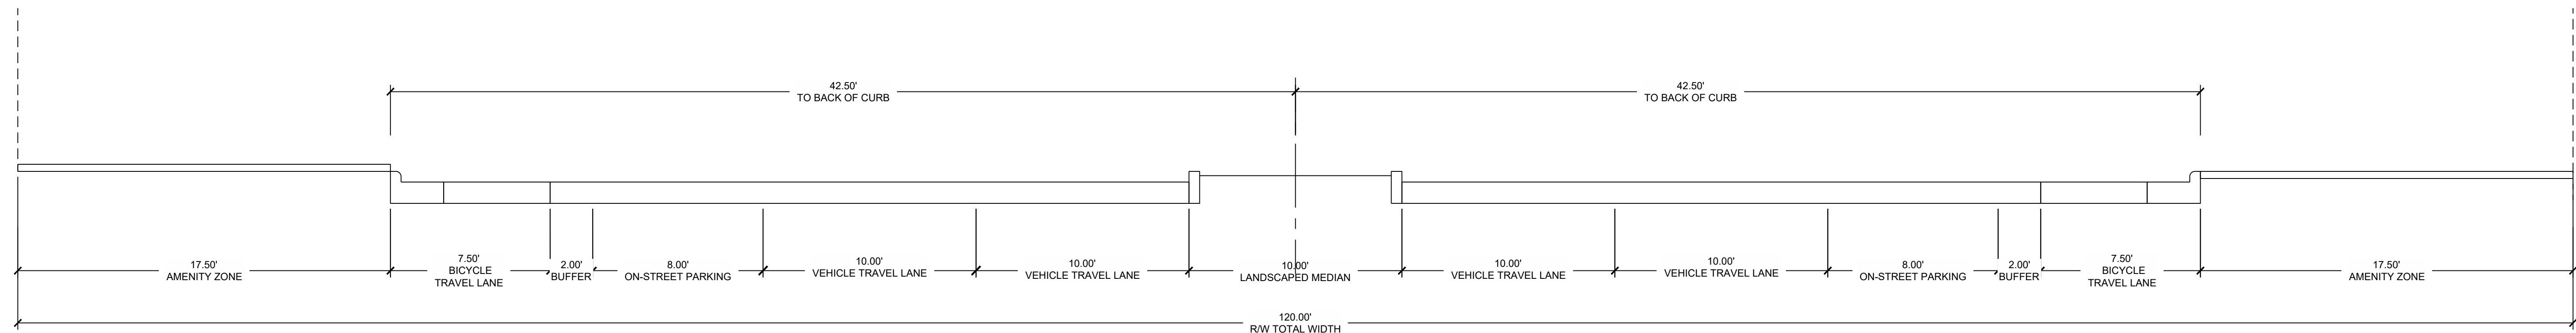 42.50'
TO BACK OF CURB
42.50'
TO BACK OF CURB
17.50'
AMENITY ZONE
7.50'
BICYCLE
TRAVEL LANE
2.00'
BUFFER
8.00'
ON-STREET PARKING
10.00'
VEHICLE TRAVEL LANE
10.00'
VEHICLE TRAVEL LANE
10.00'
LANDSCAPED MEDIAN
10.00'
VEHICLE TRAVEL LANE
10.00'
VEHICLE TRAVEL LANE
8.00'
ON-STREET PARKING
2.00'
BUFFER
7.50'
BICYCLE
TRAVEL LANE
17.50'
AMENITY ZONE
120.00'
R/W TOTAL WIDTH